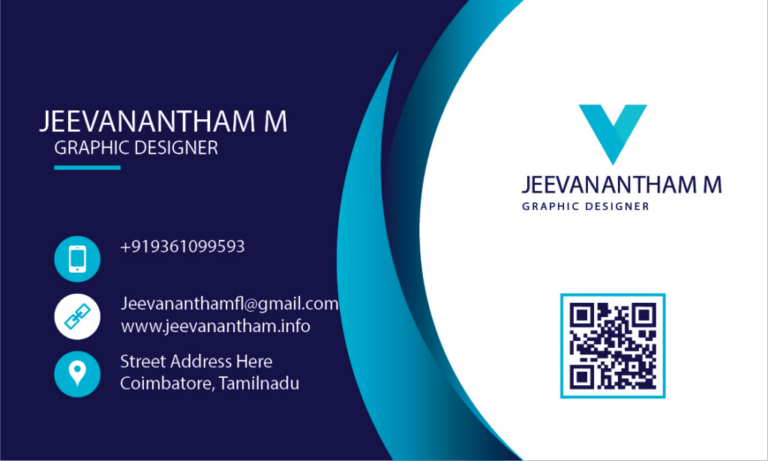 JEEVANANTHAM M
GRAPHIC DESIGNER
+919361099593
Jeevananthamfl@gmail.com
www.jeevanantham.info
Street Address Here
Coimbatore, Tamilnadu
JEEVANANTHAM M
GRAPHIC DESIGNER